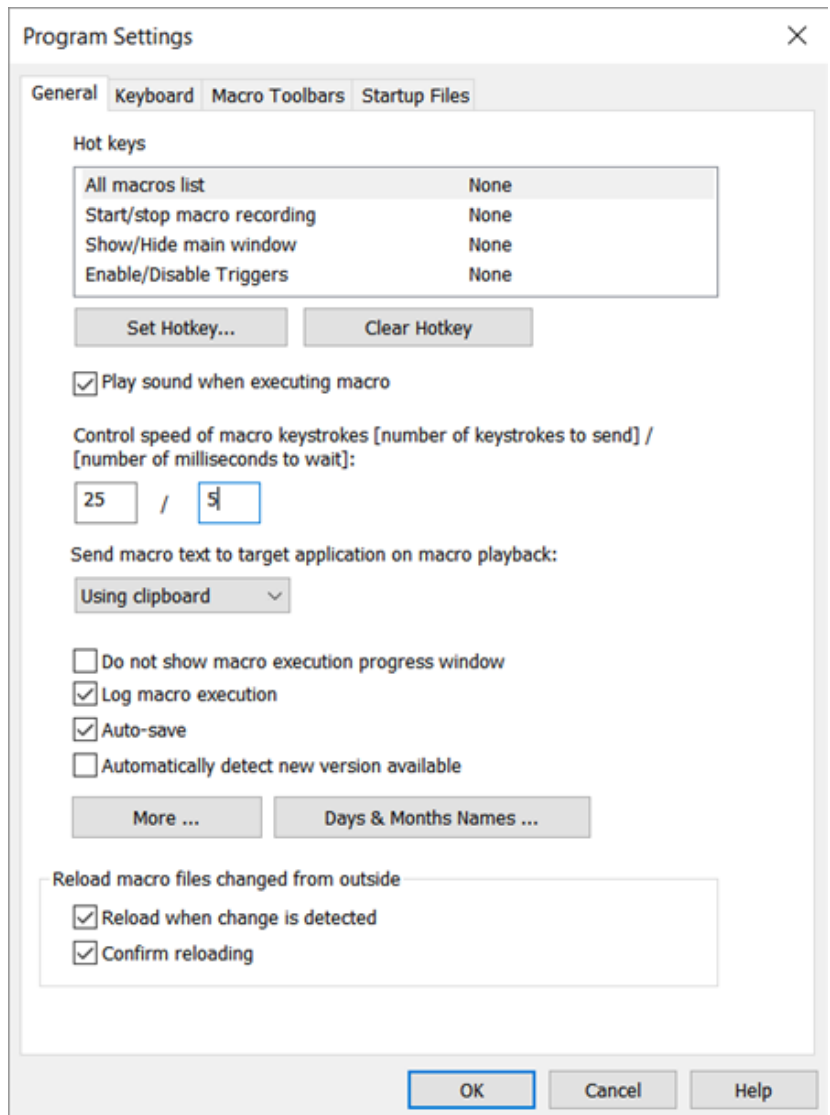 Program Settings
General Keyboard Macro Toolbars Startup Files
Hot keys
All macros list None
Start/stop macro recording None
Show/Hide main window None
Enable/Disable Triggers None
Set Hotkey... Clear Hotkey
Play sound when executing macro
Control speed of macro keystrokes [number of keystrokes to send] /
[number of milliseconds to wait]:
25 / 5
Send macro text to target application on macro playback:
Using clipboard
Do not show macro execution progress window
Log macro execution
Auto-save
Automatically detect new version available
More ... Days & Months Names ...
Reload macro files changed from outside
Reload when change is detected
Confirm reloading
OK Cancel Help